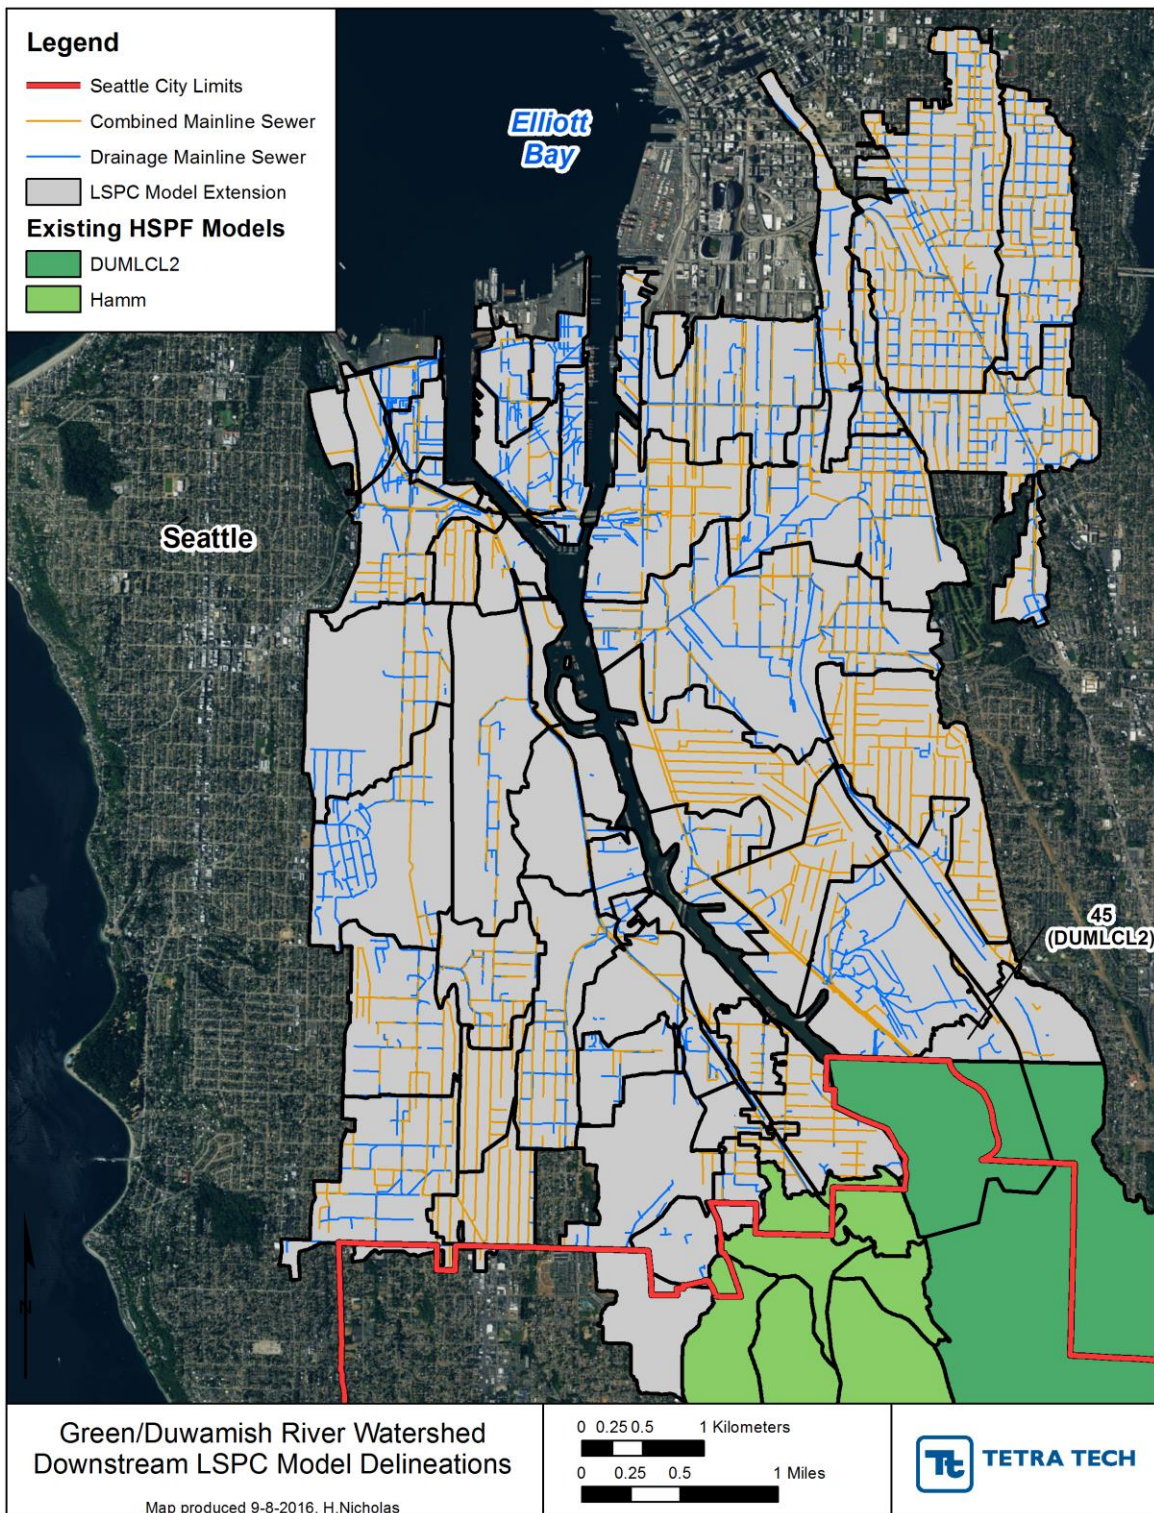 Legend
Seattle City Limits
Combined Mainline Sewer
Drainage Mainline Sewer
LSPC Model Extension
Existing HSPF Models
DUMLCL2
Hamm
Elliott
Bay
Seattle
45
(DUMLCL2)
N
Green/Duwamish River Watershed
Downstream LSPC Model Delineations
Map produced 9-8-2016, H.Nicholas
0 0.25 0.5 1 Kilometers
0 0.25 0.5 1 Miles
Tt TETRA TECH